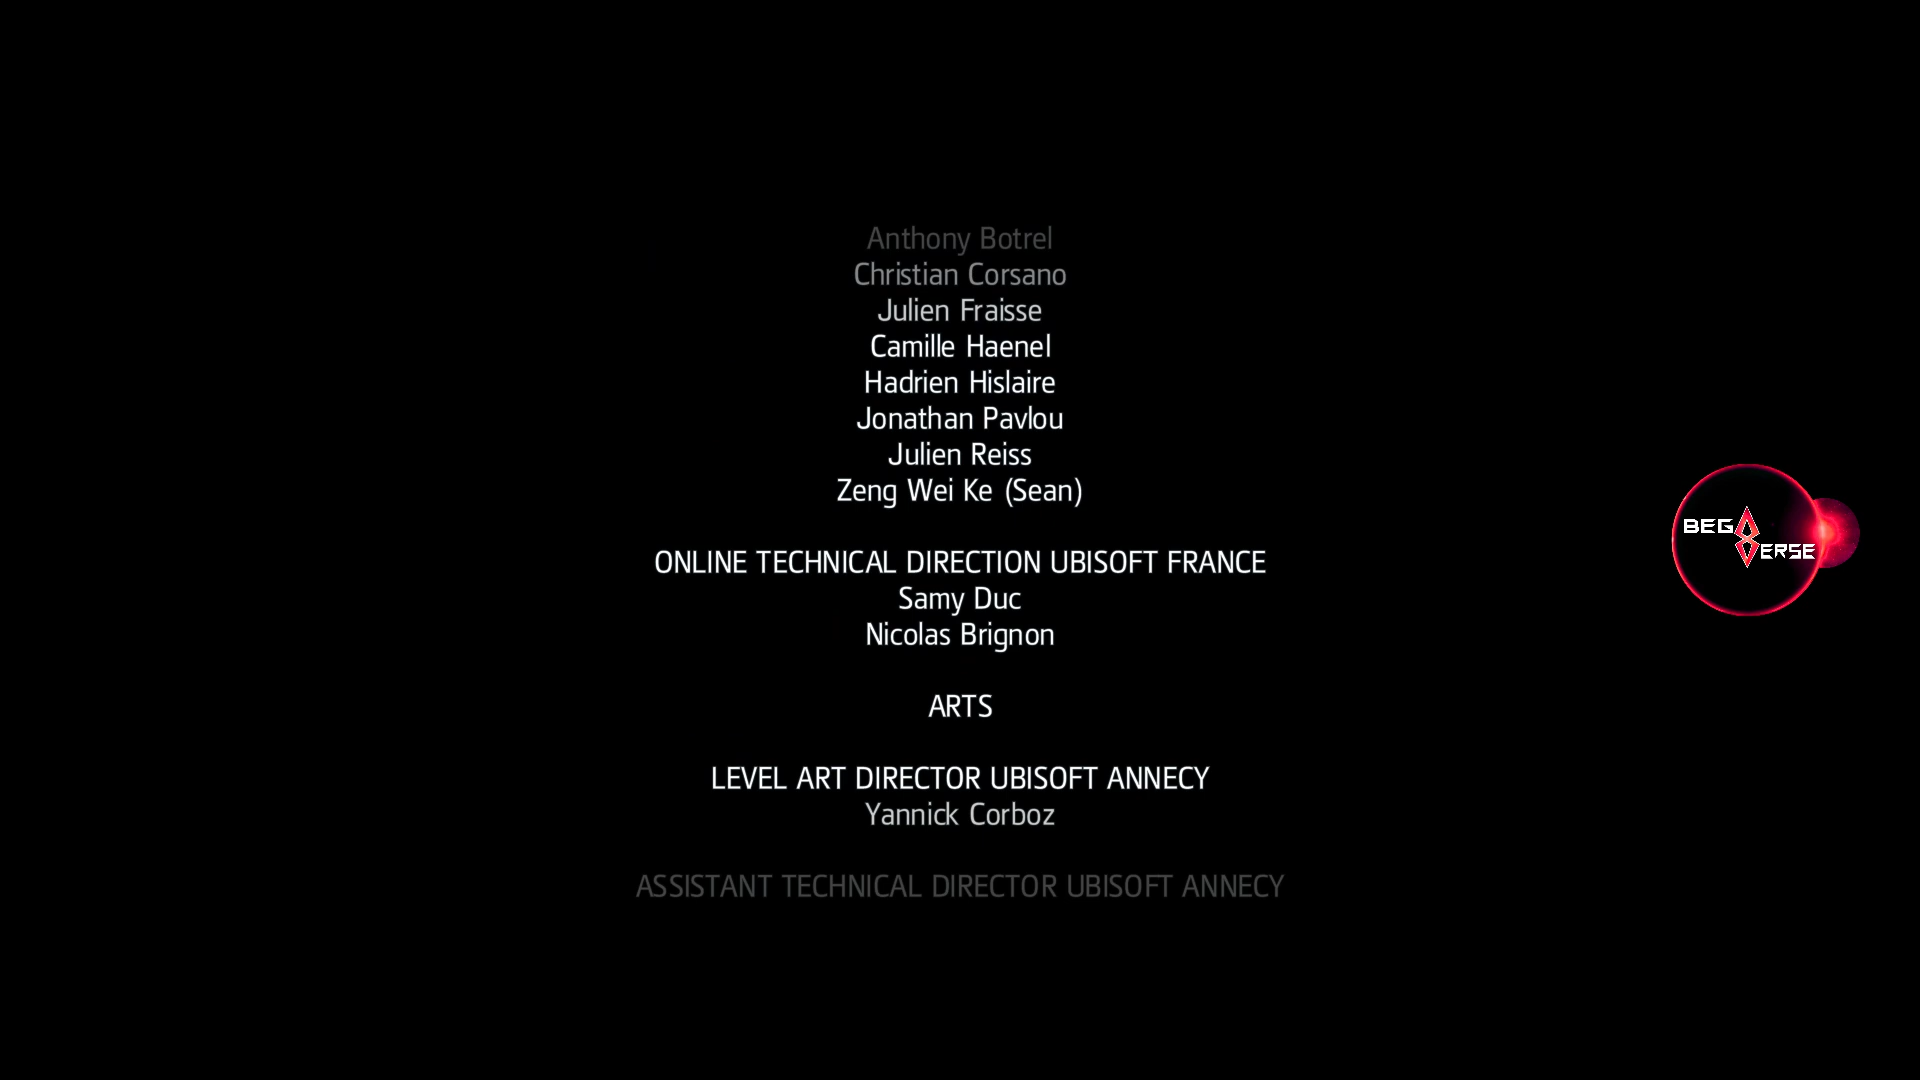 Anthony Botrel
Christian Corsano
Julien Fraisse
Camille Haenel
Hadrien Hislaire
Jonathan Pavlou
Julien Reiss
Zeng Wei Ke (Sean)
ONLINE TECHNICAL DIRECTION UBISOFT FRANCE
Samy Duc
Nicolas Brignon
ARTS
LEVEL ART DIRECTOR UBISOFT ANNECY
Yannick Corboz
ASSISTANT TECHNICAL DIRECTOR UBISOFT ANNECY
BEGA
VERSE